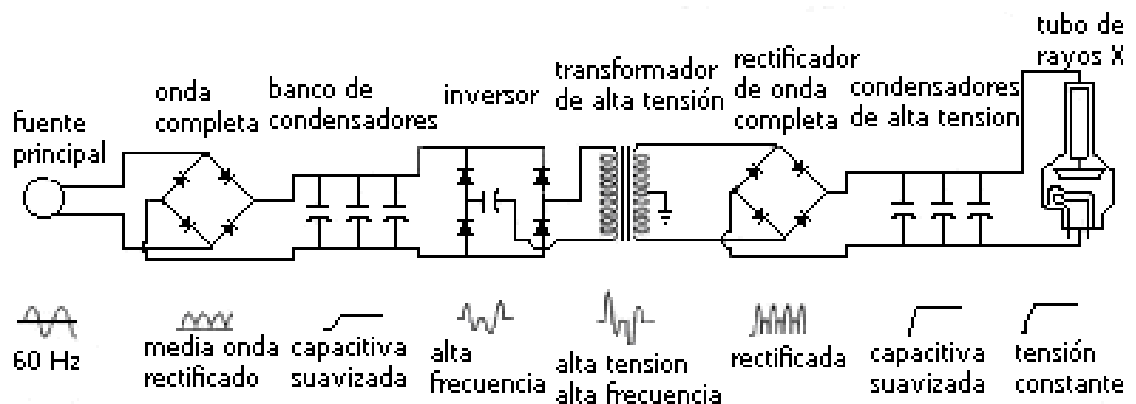 fuente
principal
onda
completa
banco de
condensadores
inversor
transformador
de alta tensión
rectificador
de onda
completa
condensadores
de alta tension
tubo de
rayos X
60 Hz
media onda
rectificado
capacitiva
suavizada
alta
frecuencia
alta tension
alta frecuencia
rectificada
capacitiva
suavizada
tensión
constante